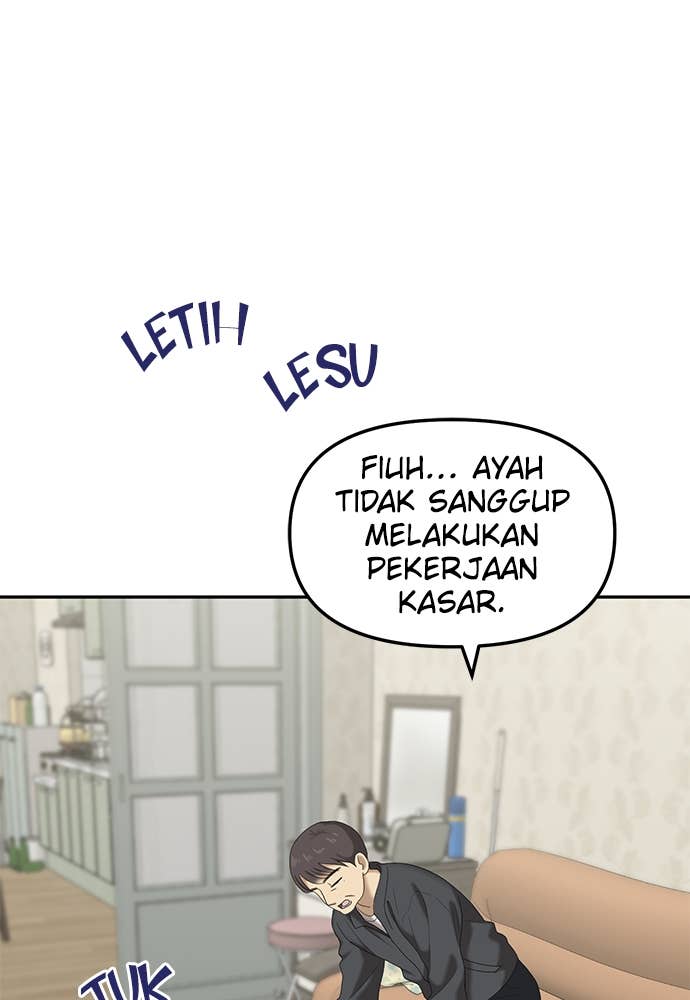 LETIH
LESU
FIUH... AYAH
TIDAK SANGGUP
MELAKUKAN
PEKERJAAN
KASAR.
TUK